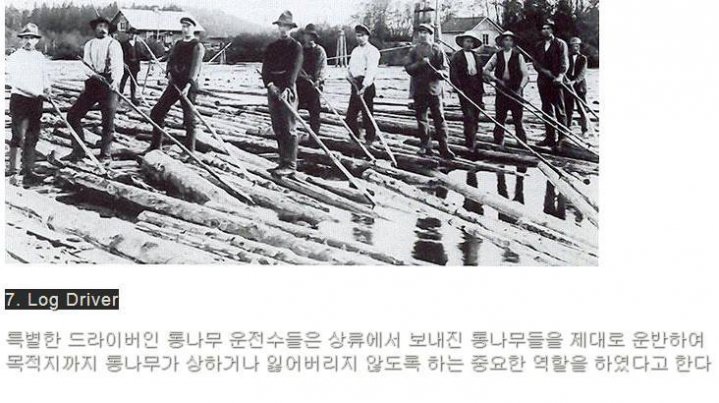 7. Log Driver
특별한 드라이버인 통나무 운전수들은 상류에서 보내진 통나무들을 제대로 운반하여
목적지까지 통나무가 상하거나 잃어버리지 않도록 하는 중요한 역할을 하였다고 한다